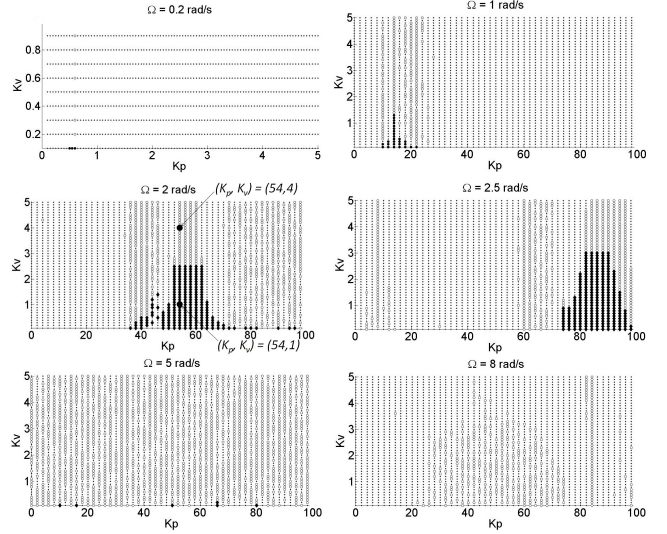 Ω = 0.2 rad/s
Kv
0.8
0.6
0.4
0.2
0 1 2 3 4 5
Kp
Ω = 1 rad/s
Kv
5
4
3
2
1
0 20 40 60 80 100
Kp
Ω = 2 rad/s
(Kp, Kv) = (54,4)
Kv
5
4
3
2
1
0 20 40 60 80 100
Kp
(Kp, Kv) = (54,1)
Ω = 2.5 rad/s
Kv
5
4
3
2
1
0 20 40 60 80 100
Kp
Ω = 5 rad/s
Kv
5
4
3
2
1
0 20 40 60 80 100
Kp
Ω = 8 rad/s
Kv
5
4
3
2
1
0 20 40 60 80 100
Kp